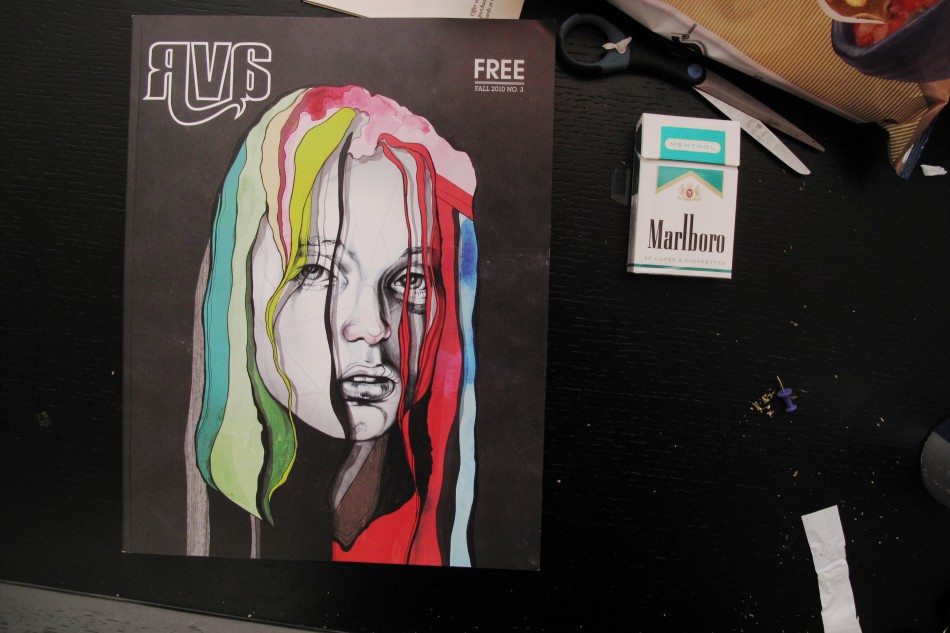 RVA
FREE
FALL 2010 NO. 3
MENTHOL
Marlboro
20 CLASS A CIGARETTES